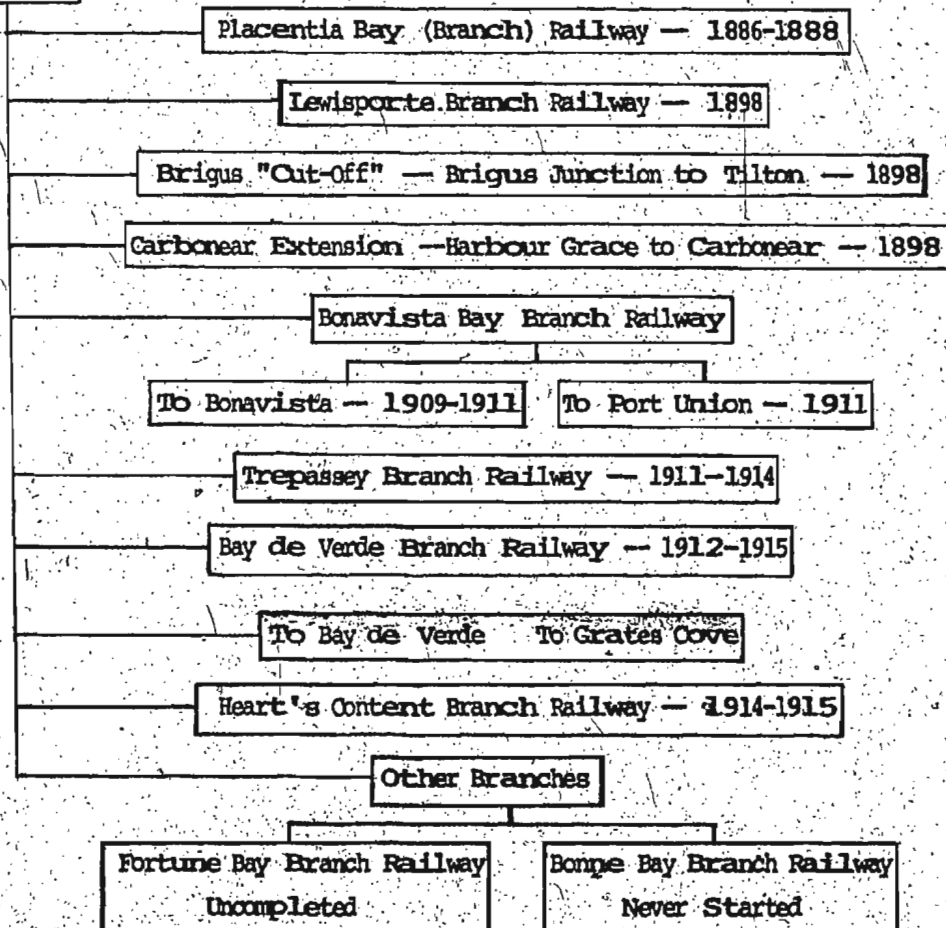 Placentia Bay (Branch) Railway — 1886-1888
Lewisporte Branch Railway — 1898
Brigus "Cut-Off" — Brigus Junction to Tilton — 1898
Carbonear Extension —Harbour Grace to Carbonear — 1898
Bonavista Bay Branch Railway
To Bonavista — 1909-1911 To Port Union — 1911
Trepassey Branch Railway — 1911-1914
Bay de Verde Branch Railway -- 1912-1915
To Bay de Verde To Grates Cove
Heart's Content Branch Railway — 1914-1915
Other Branches
Fortune Bay Branch Railway
Uncompleted
Bonne Bay Branch Railway
Never Started